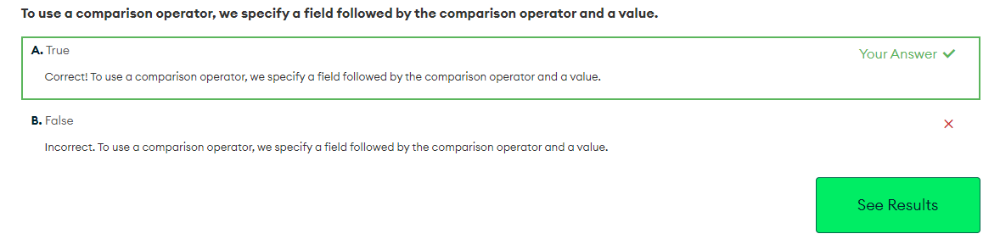 To use a comparison operator, we specify a field followed by the comparison operator and a value.
A. True
Your Answer ✓
Correct! To use a comparison operator, we specify a field followed by the comparison operator and a value.
B. False
Incorrect. To use a comparison operator, we specify a field followed by the comparison operator and a value.
See Results